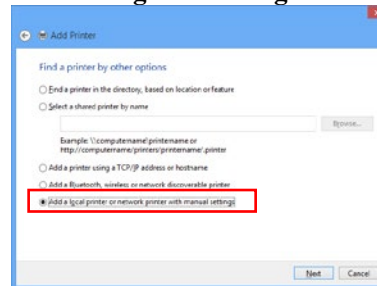 Add Printer
Find a printer by other options
Find a printer in the directory, based on location or feature
Select a shared printer by name
Browse...
Example: \\computername\printername or
http://computername/printers/printername/.printer
Add a printer using a TCP/IP address or hostname
Add a Bluetooth, wireless or network discoverable printer
Add a local printer or network printer with manual settings
Next Cancel